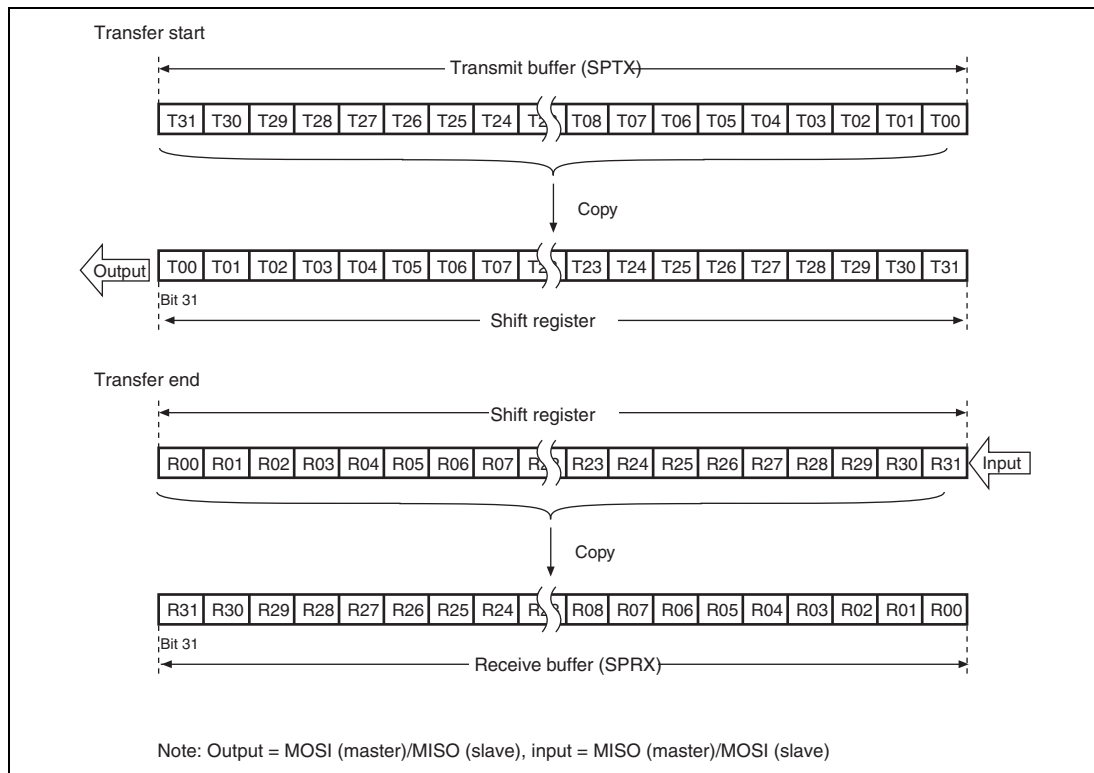 Transfer start
Transmit buffer (SPTX)
T31 T30 T29 T28 T27 T26 T25 T24 T08 T07 T06 T05 T04 T03 T02 T01 T00
Copy
Output
T00 T01 T02 T03 T04 T05 T06 T07 T23 T24 T25 T26 T27 T28 T29 T30 T31
Bit 31
Shift register
Transfer end
Shift register
R00 R01 R02 R03 R04 R05 R06 R07 R23 R24 R25 R26 R27 R28 R29 R30 R31
Input
Copy
R31 R30 R29 R28 R27 R26 R25 R24 R08 R07 R06 R05 R04 R03 R02 R01 R00
Bit 31
Receive buffer (SPRX)
Note: Output = MOSI (master)/MISO (slave), input = MISO (master)/MOSI (slave)